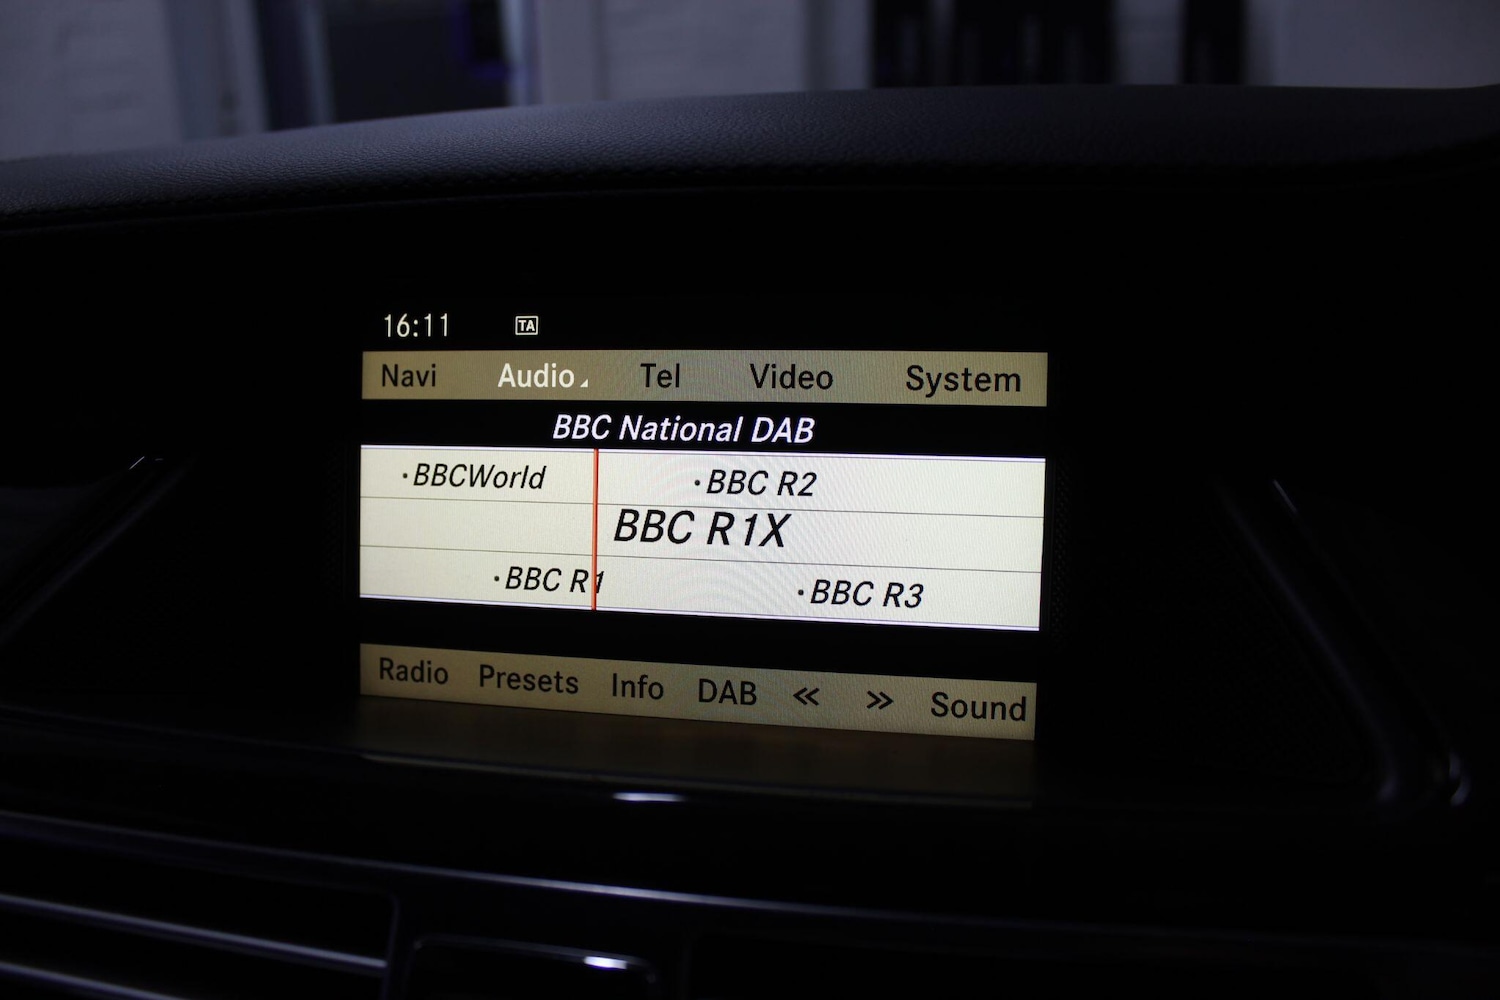 16:11 TA
Navi Audio Tel Video System
BBC National DAB
·BBCWorld ·BBC R2
BBC R1X
·BBC R1 ·BBC R3
Radio Presets Info DAB << >> Sound